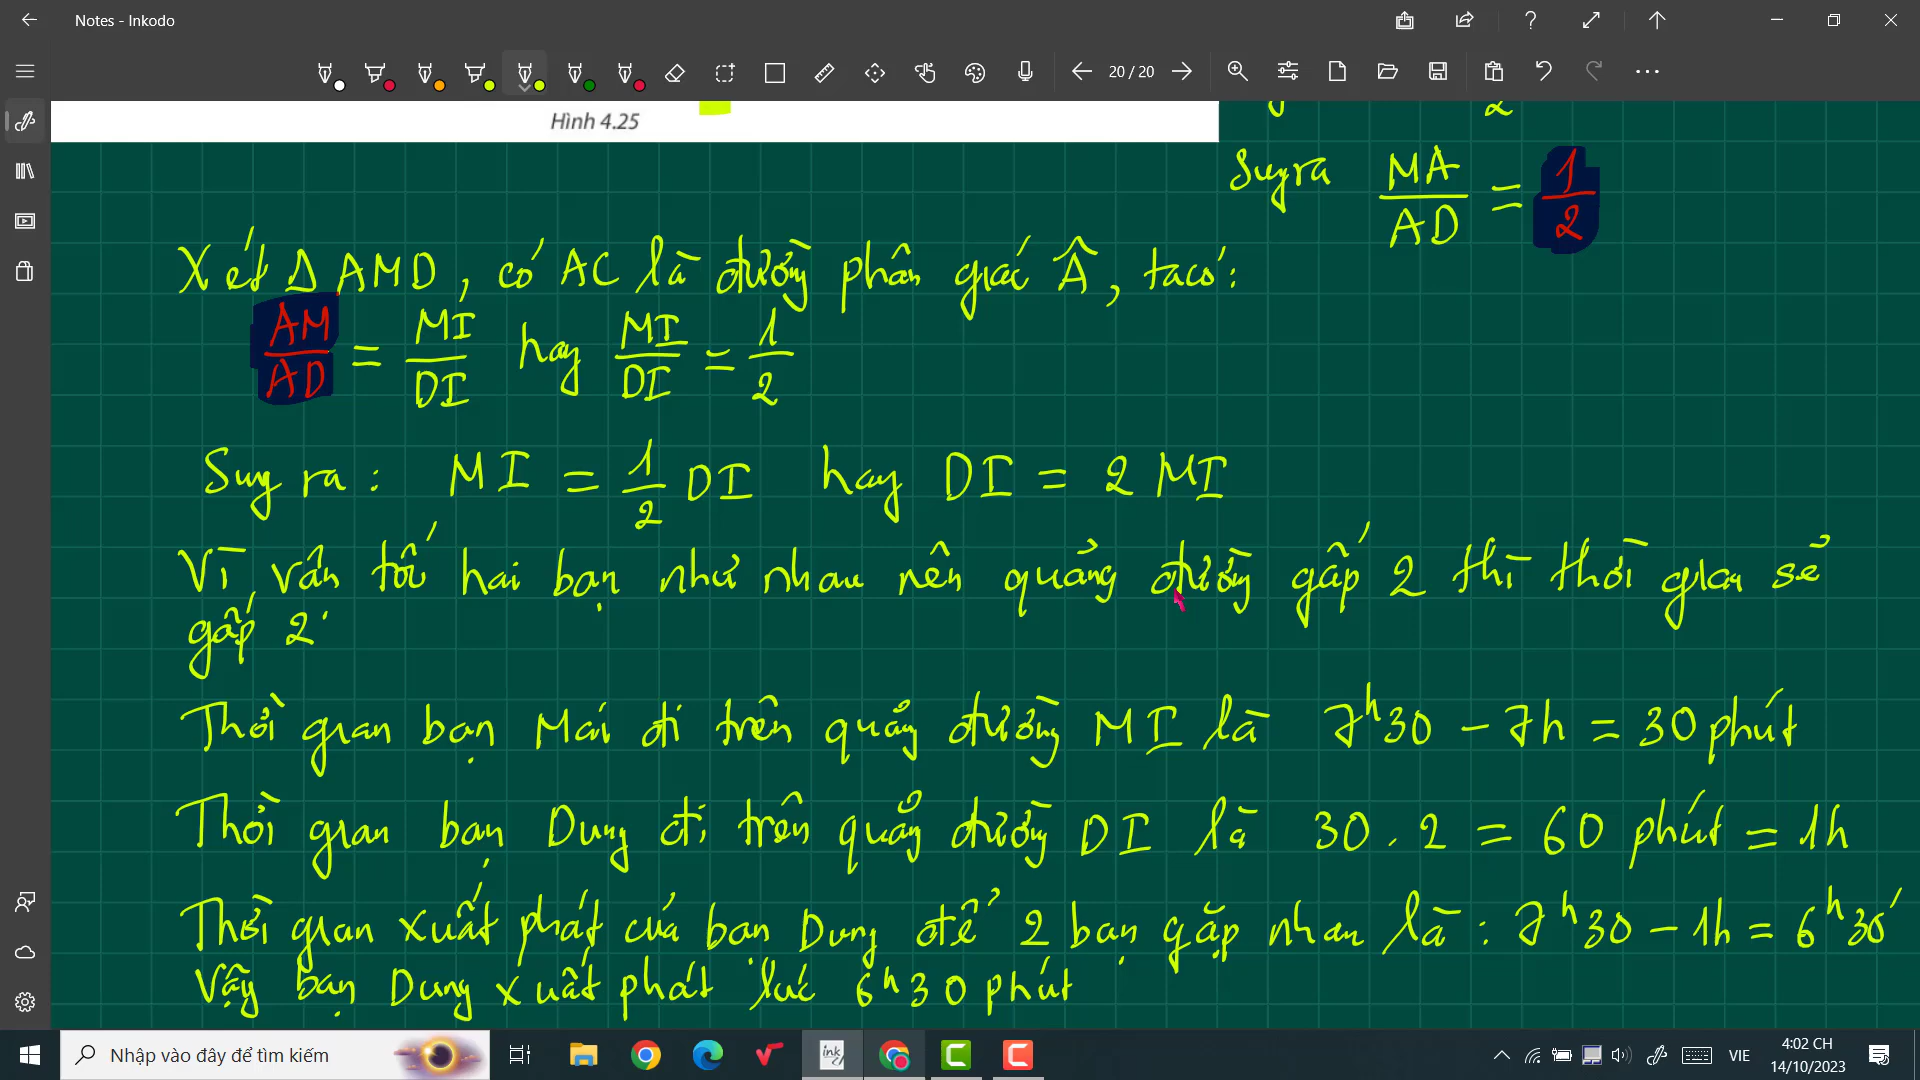 Notes - Inkodo
20 / 20
Hình 4.25
Suy ra MA/AD = 1/2
Xét Δ AMD, có AC là đường phân giác Â, ta có:
AM/AD = MI/DI hay MI/DI = 1/2
Suy ra : MI = 1/2 DI hay DI = 2 MI
Vì vấn tốc hai bạn như nhau nên quảng đường gấp 2 thì thời gian sẽ
gấp 2.
Thời gian bạn Mai đi trên quảng đường MI là 7h30 - 7h = 30 phút
Thời gian bạn Dung đi trên quảng đường DI là 30 . 2 = 60 phút = 1h
Thời gian xuất phát của bạn Dung để 2 bạn gặp nhau là : 7h30 - 1h = 6h30'
Vậy bạn Dung xuất phát lúc 6h30 phút
Nhập vào đây để tìm kiếm
ink
VIE
4:02 CH
14/10/2023